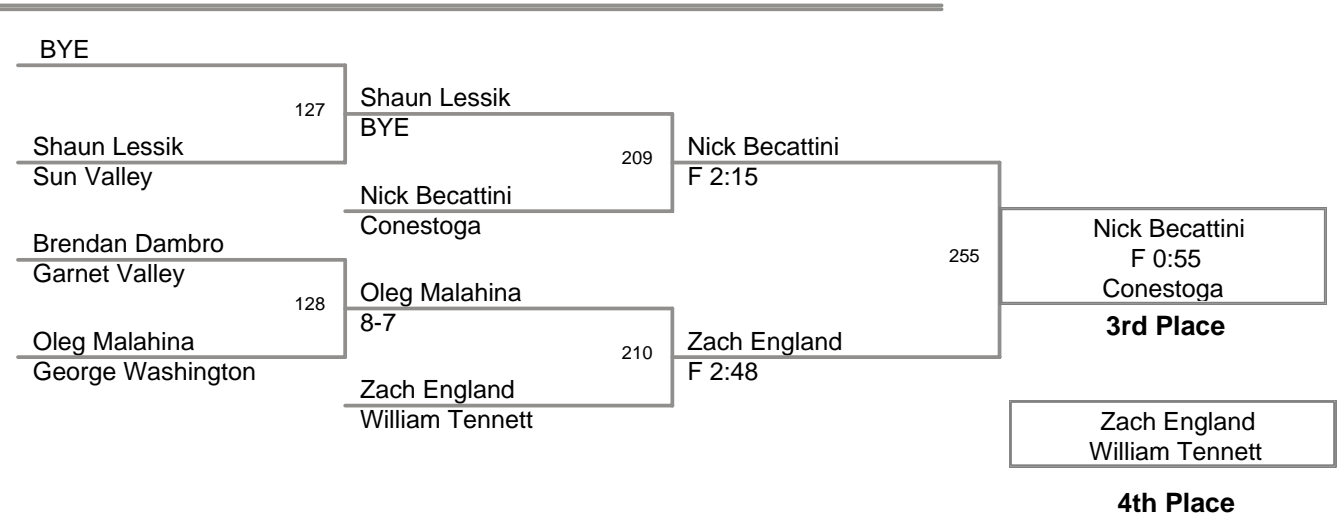 BYE
127
Shaun Lessik
Sun Valley
Shaun Lessik
BYE
209
Nick Becattini
Conestoga
Nick Becattini
F 2:15
Brendan Dambro
Garnet Valley
128
Oleg Malahina
George Washington
Oleg Malahina
8-7
210
Zach England
William Tennett
Zach England
F 2:48
255
Nick Becattini
F 0:55
Conestoga
3rd Place
Zach England
William Tennett
4th Place